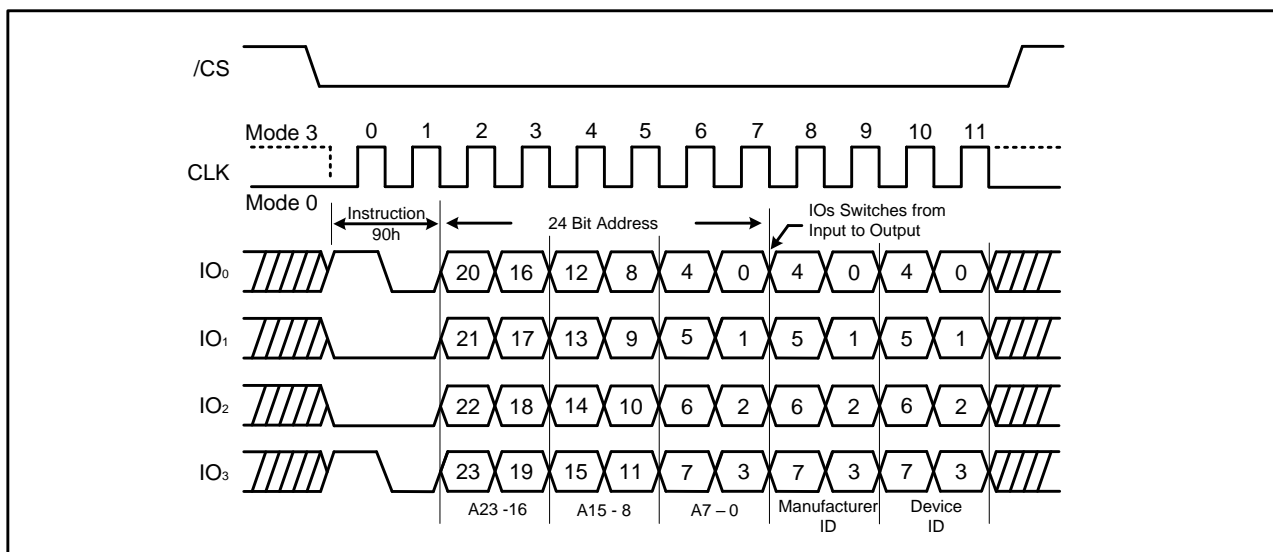 /CS
Mode 3 0 1 2 3 4 5 6 7 8 9 10 11
CLK
Mode 0
Instruction
90h
24 Bit Address
IOs Switches from
Input to Output
IO0 20 16 12 8 4 0 4 0 4 0
IO1 21 17 13 9 5 1 5 1 5 1
IO2 22 18 14 10 6 2 6 2 6 2
IO3 23 19 15 11 7 3 7 3 7 3
A23 -16 A15 - 8 A7 – 0 Manufacturer Device
ID ID